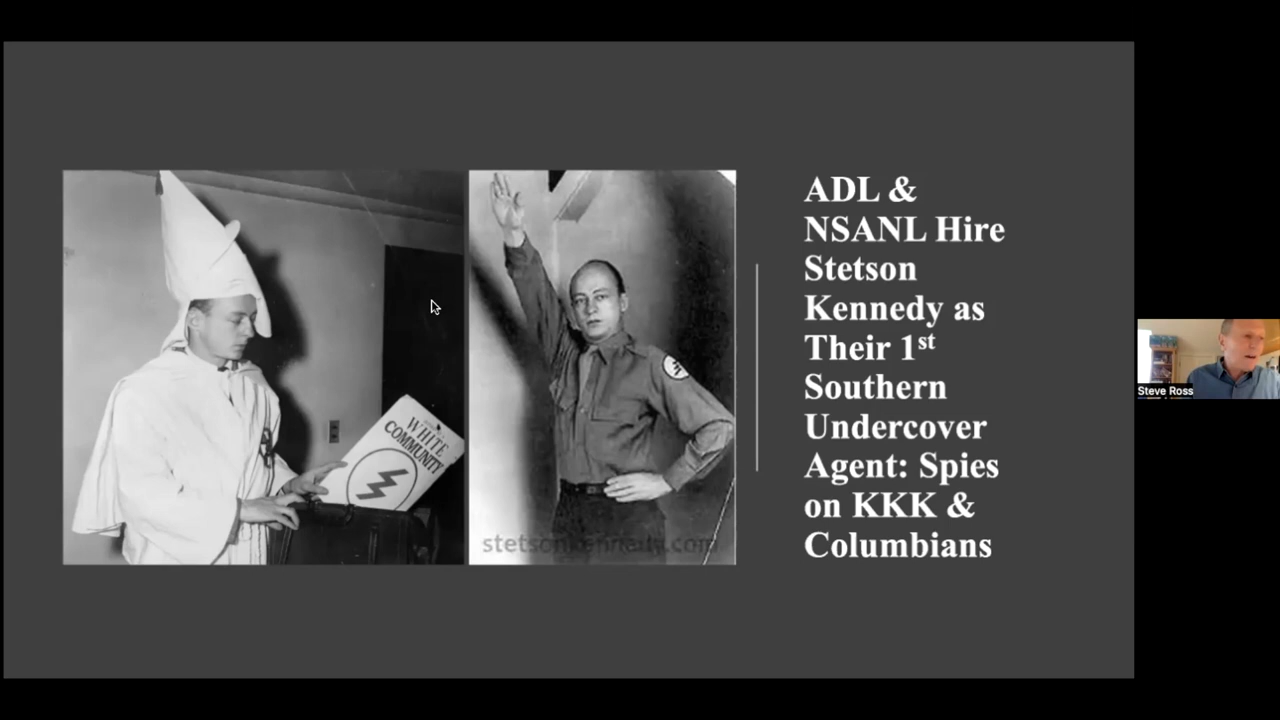 WHITE
COMMUNITY
stetsonkennedy.com
ADL &
NSANL Hire
Stetson
Kennedy as
Their 1st
Southern
Undercover
Agent: Spies
on KKK &
Columbians
Steve Ross